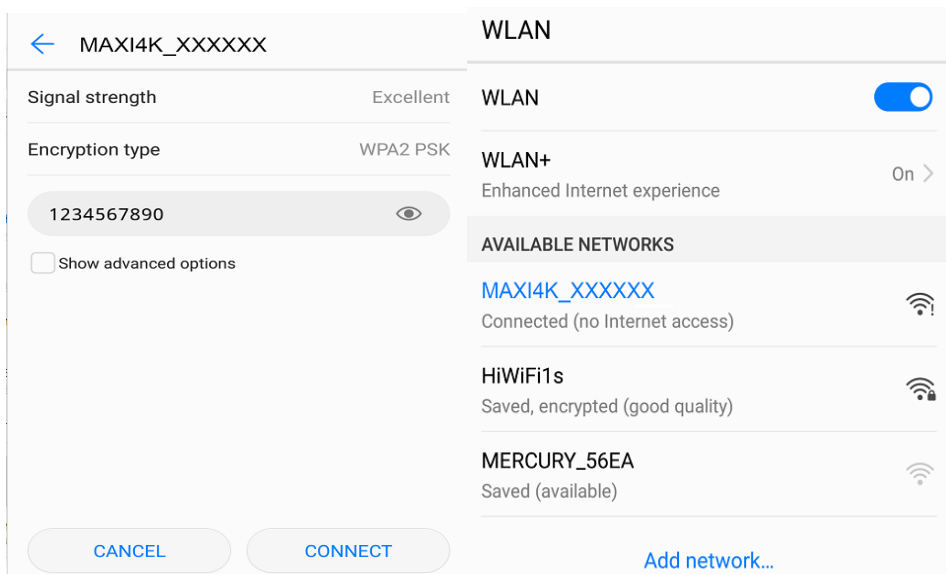 MAXI4K_XXXXXX
Signal strength Excellent
Encryption type WPA2 PSK
1234567890
Show advanced options
CANCEL CONNECT
WLAN
WLAN
WLAN+
Enhanced Internet experience
On
AVAILABLE NETWORKS
MAXI4K_XXXXXX
Connected (no Internet access)
HiWiFi1s
Saved, encrypted (good quality)
MERCURY_56EA
Saved (available)
Add network...